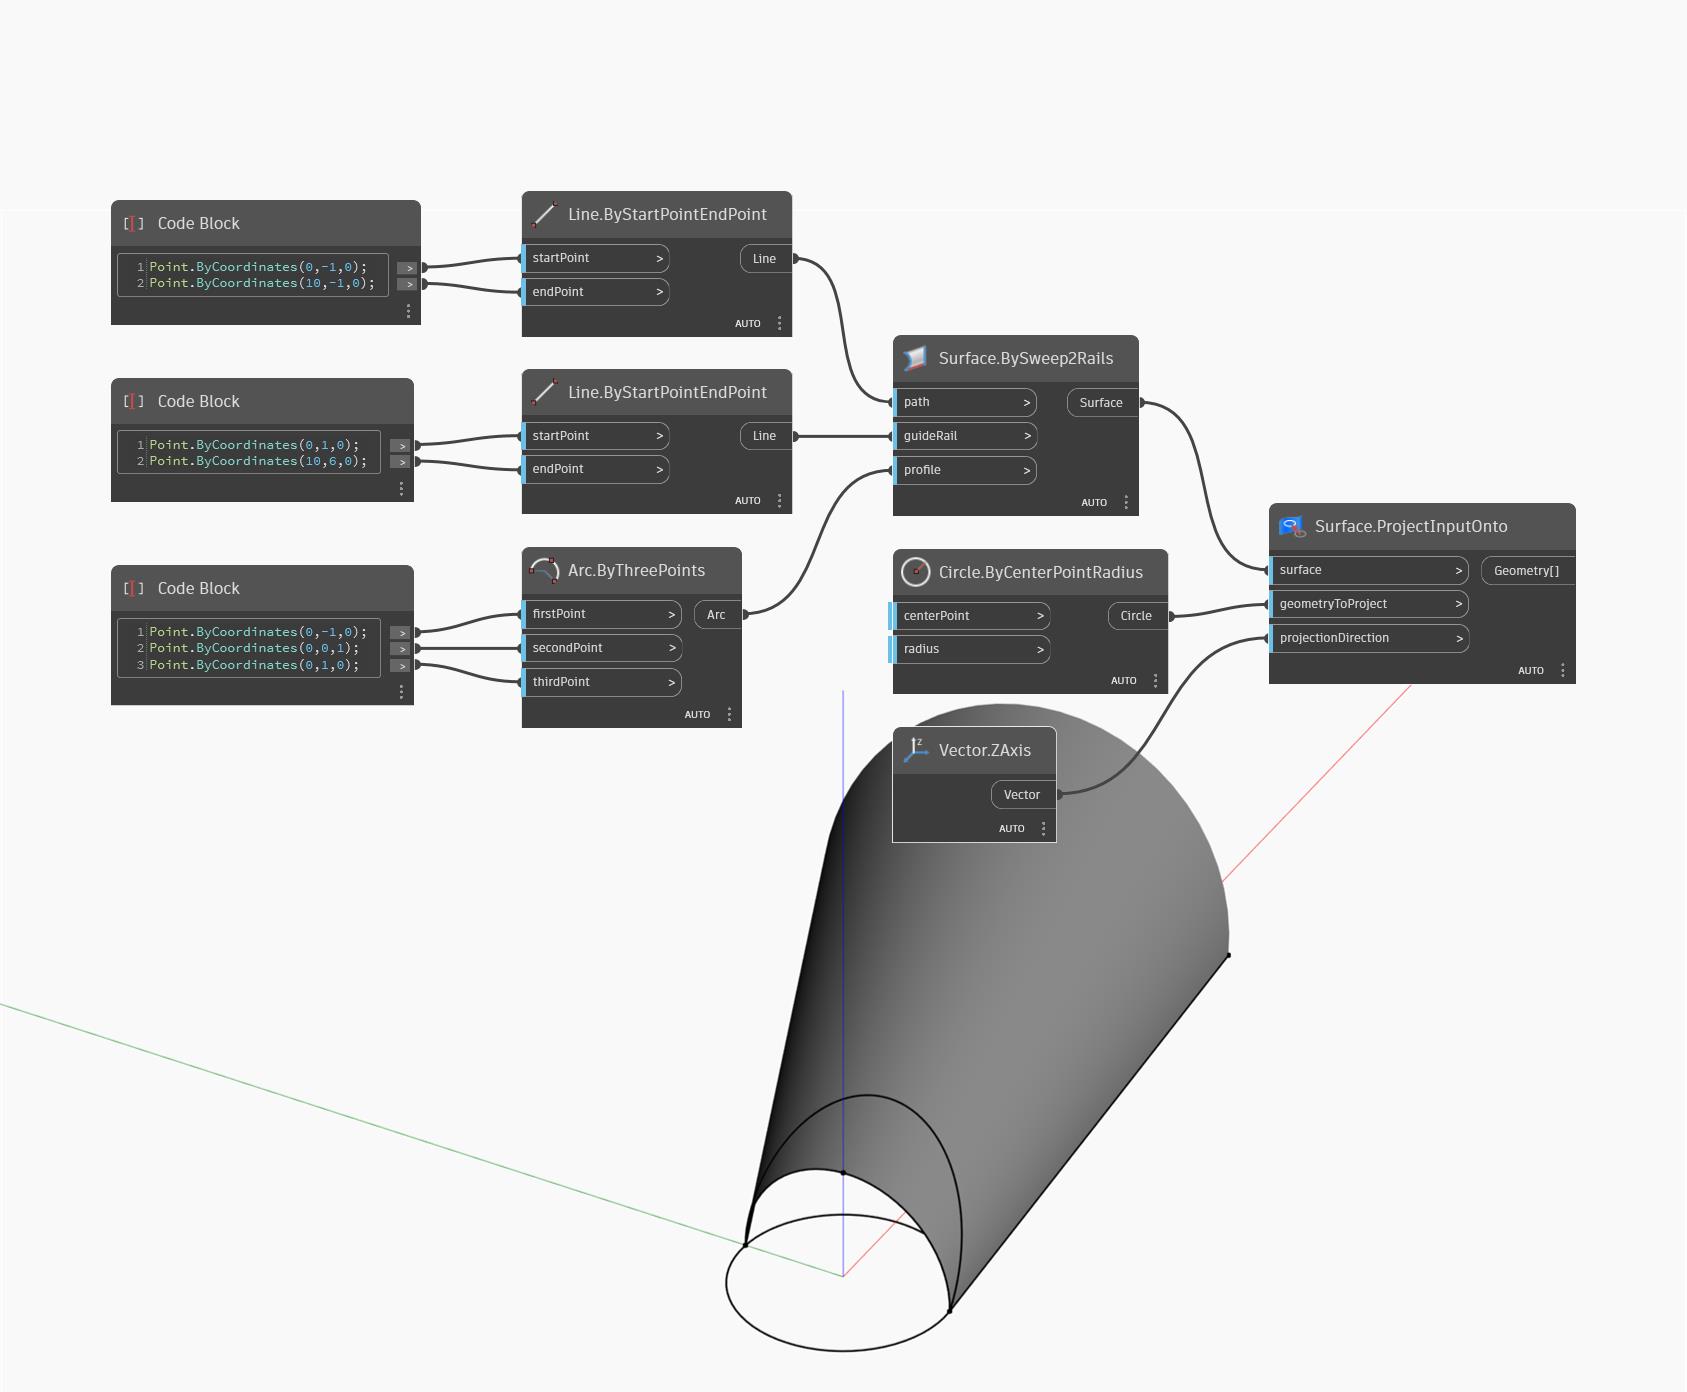 Code Block
1 Point.ByCoordinates(0,-1,0); >
2 Point.ByCoordinates(10,-1,0); >
Line.ByStartPointEndPoint
startPoint > Line
endPoint >
AUTO
Code Block
1 Point.ByCoordinates(0,1,0); >
2 Point.ByCoordinates(10,6,0); >
Line.ByStartPointEndPoint
startPoint > Line
endPoint >
AUTO
Code Block
1 Point.ByCoordinates(0,-1,0); >
2 Point.ByCoordinates(0,0,1); >
3 Point.ByCoordinates(0,1,0); >
Arc.ByThreePoints
firstPoint > Arc
secondPoint >
thirdPoint >
AUTO
Surface.BySweep2Rails
path > Surface
guideRail >
profile >
AUTO
Circle.ByCenterPointRadius
centerPoint > Circle
radius >
AUTO
Z
Vector.ZAxis
Vector
AUTO
Surface.ProjectInputOnto
surface > Geometry[]
geometryToProject >
projectionDirection >
AUTO